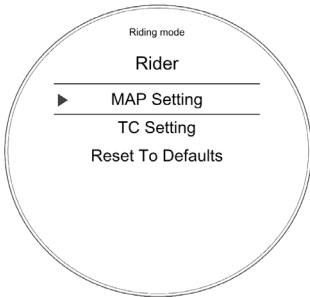 Riding mode
Rider
MAP Setting
TC Setting
Reset To Defaults